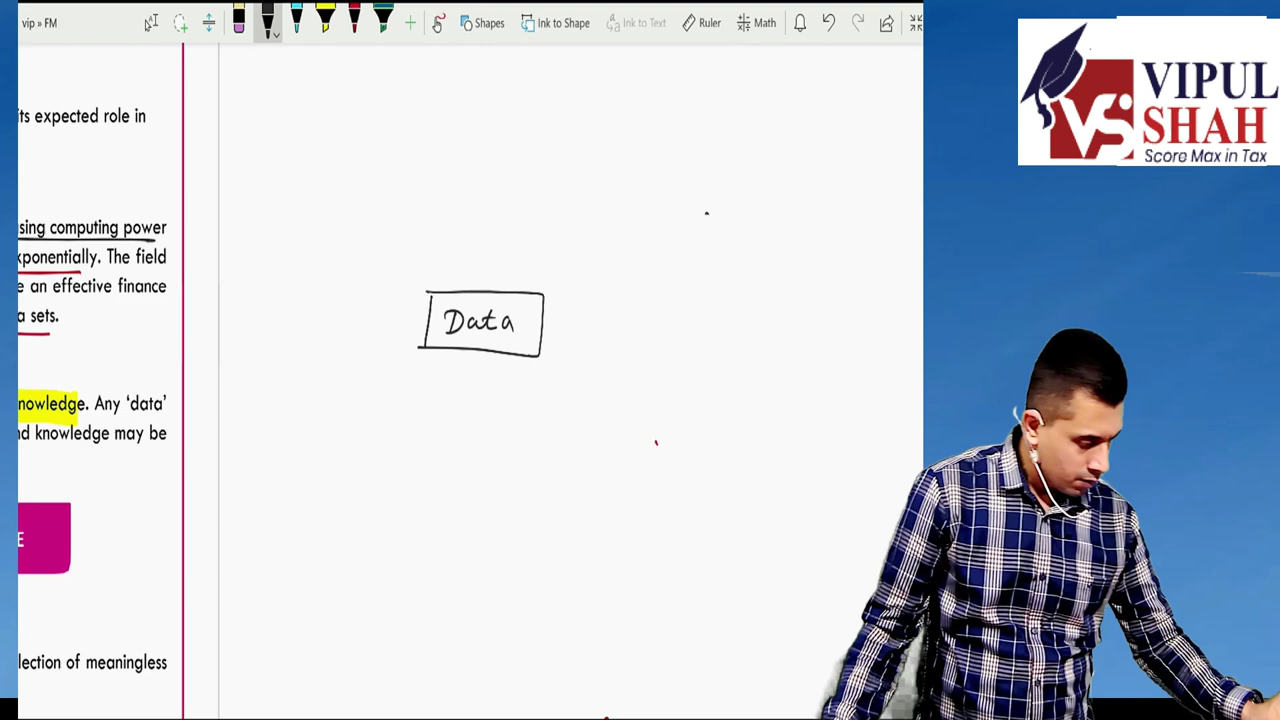 vip » FM
Shapes
Ink to Shape
Ink to Text
Ruler
Math
its expected role in
sing computing power
xponentially. The field
e an effective finance
a sets.
nowledge. Any ‘data’
nd knowledge may be
E
llection of meaningless
Data
VIPUL
SHAH
VS
Score Max in Tax